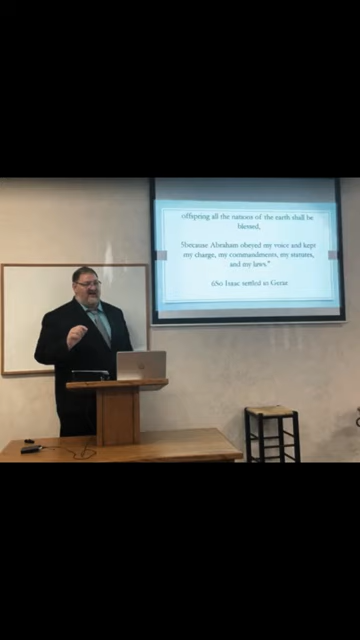 offspring all the nations of the earth shall be
blessed,
5because Abraham obeyed my voice and kept
my charge, my commandments, my statutes,
and my laws."
6So Isaac settled in Gerar.